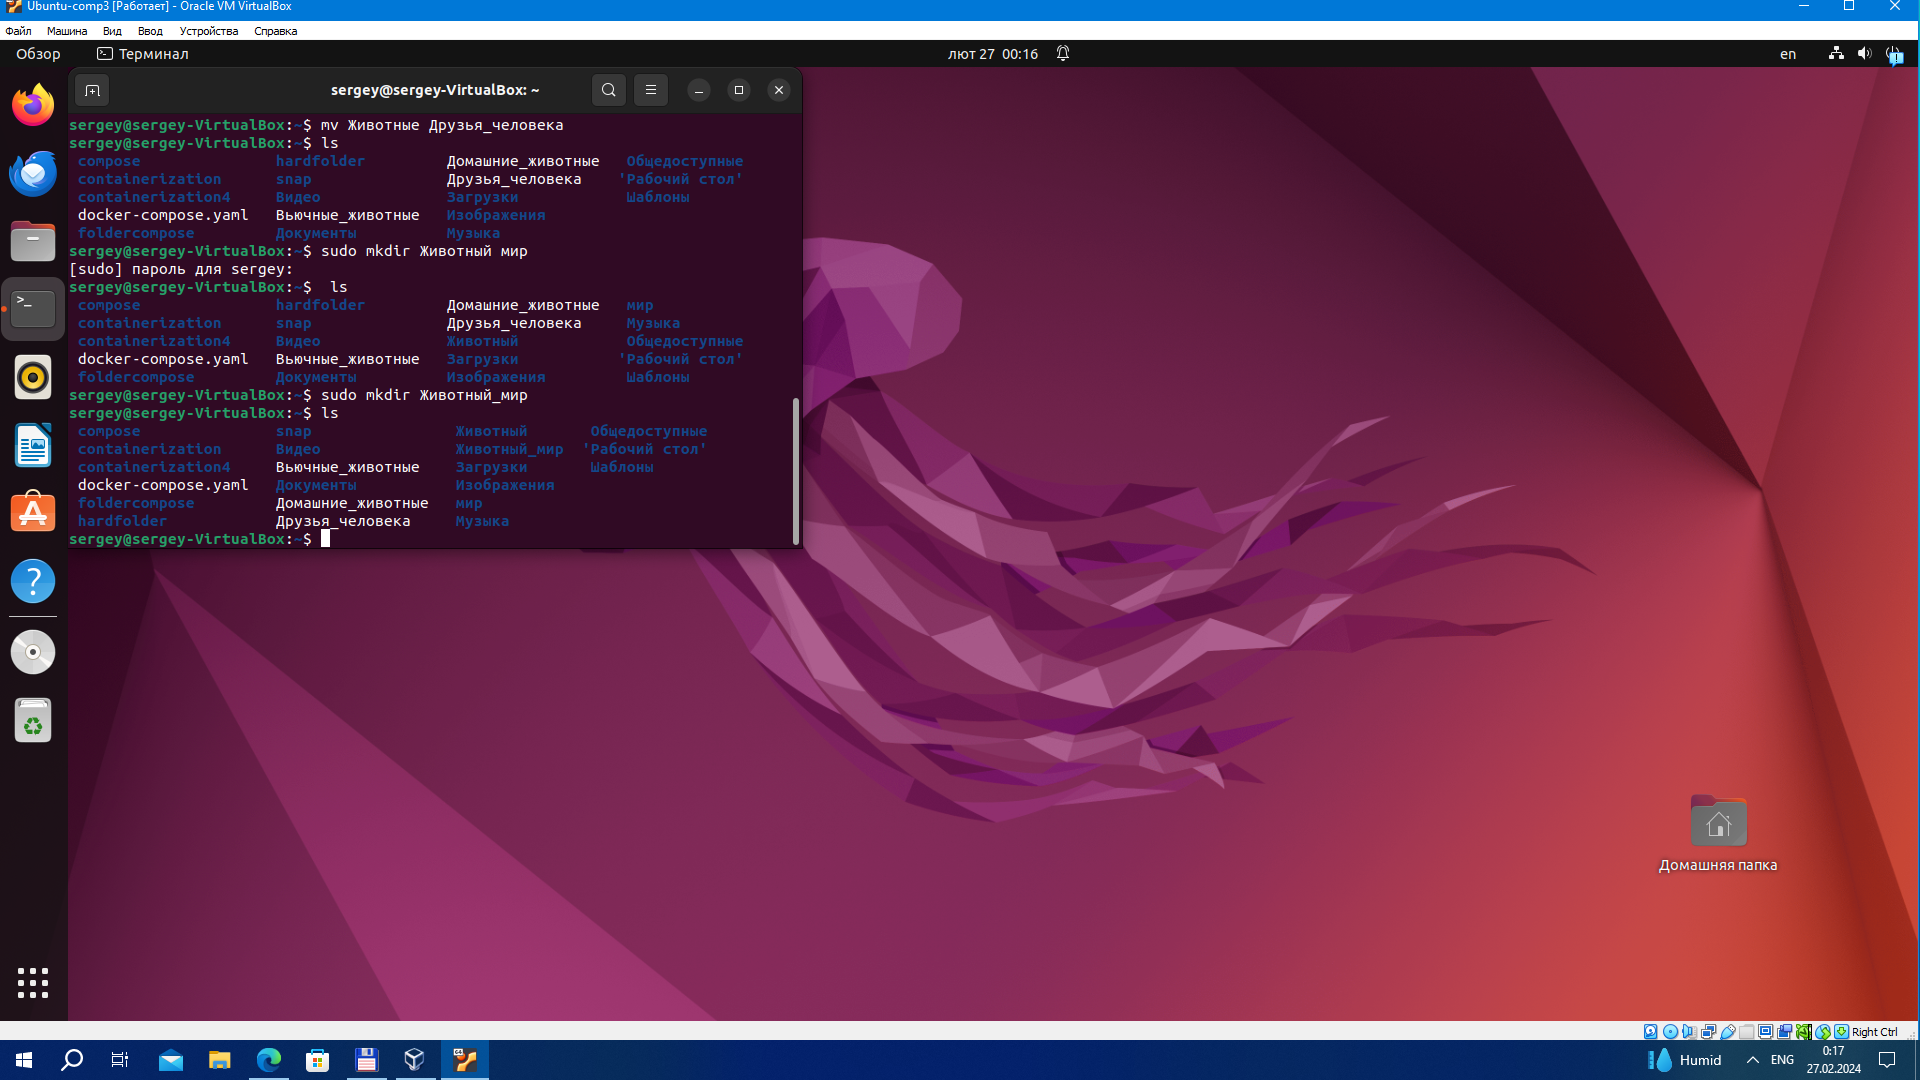 Ubuntu-comp3 [Работает] - Oracle VM VirtualBox
Файл Машина Вид Ввод Устройства Справка
Обзор Терминал лют 27 00:16 en
sergey@sergey-VirtualBox: ~
sergey@sergey-VirtualBox:~$ mv Животные Друзья_человека
sergey@sergey-VirtualBox:~$ ls
compose hardfolder Домашние_животные Общедоступные
containerization snap Друзья_человека 'Рабочий стол'
containerization4 Видео Загрузки Шаблоны
docker-compose.yaml Вьючные_животные Изображения
foldercompose Документы Музыка
sergey@sergey-VirtualBox:~$ sudo mkdir Животный мир
[sudo] пароль для sergey:
sergey@sergey-VirtualBox:~$  ls
compose hardfolder Домашние_животные мир
containerization snap Друзья_человека Музыка
containerization4 Видео Животный Общедоступные
docker-compose.yaml Вьючные_животные Загрузки 'Рабочий стол'
foldercompose Документы Изображения Шаблоны
sergey@sergey-VirtualBox:~$ sudo mkdir Животный_мир
sergey@sergey-VirtualBox:~$ ls
compose snap Животный Общедоступные
containerization Видео Животный_мир 'Рабочий стол'
containerization4 Вьючные_животные Загрузки Шаблоны
docker-compose.yaml Документы Изображения
foldercompose Домашние_животные мир
hardfolder Друзья_человека Музыка
sergey@sergey-VirtualBox:~$
Домашняя папка
Right Ctrl
Humid ENG 0:17
27.02.2024